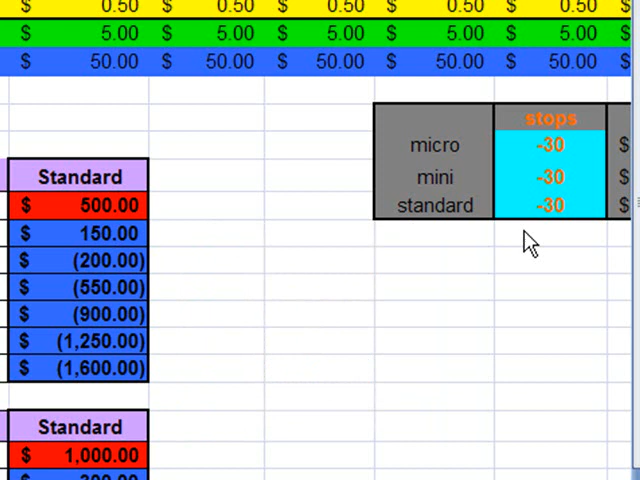 $ 0.50 $ 0.50 $ 0.50 $ 0.50 $ 0.50 $
$ 5.00 $ 5.00 $ 5.00 $ 5.00 $ 5.00 $
$ 50.00 $ 50.00 $ 50.00 $ 50.00 $ 50.00 $
stops
micro -30 $
mini -30 $
standard -30 $
Standard
$ 500.00
$ 150.00
$ (200.00)
$ (550.00)
$ (900.00)
$ (1,250.00)
$ (1,600.00)
Standard
$ 1,000.00
$ 300.00